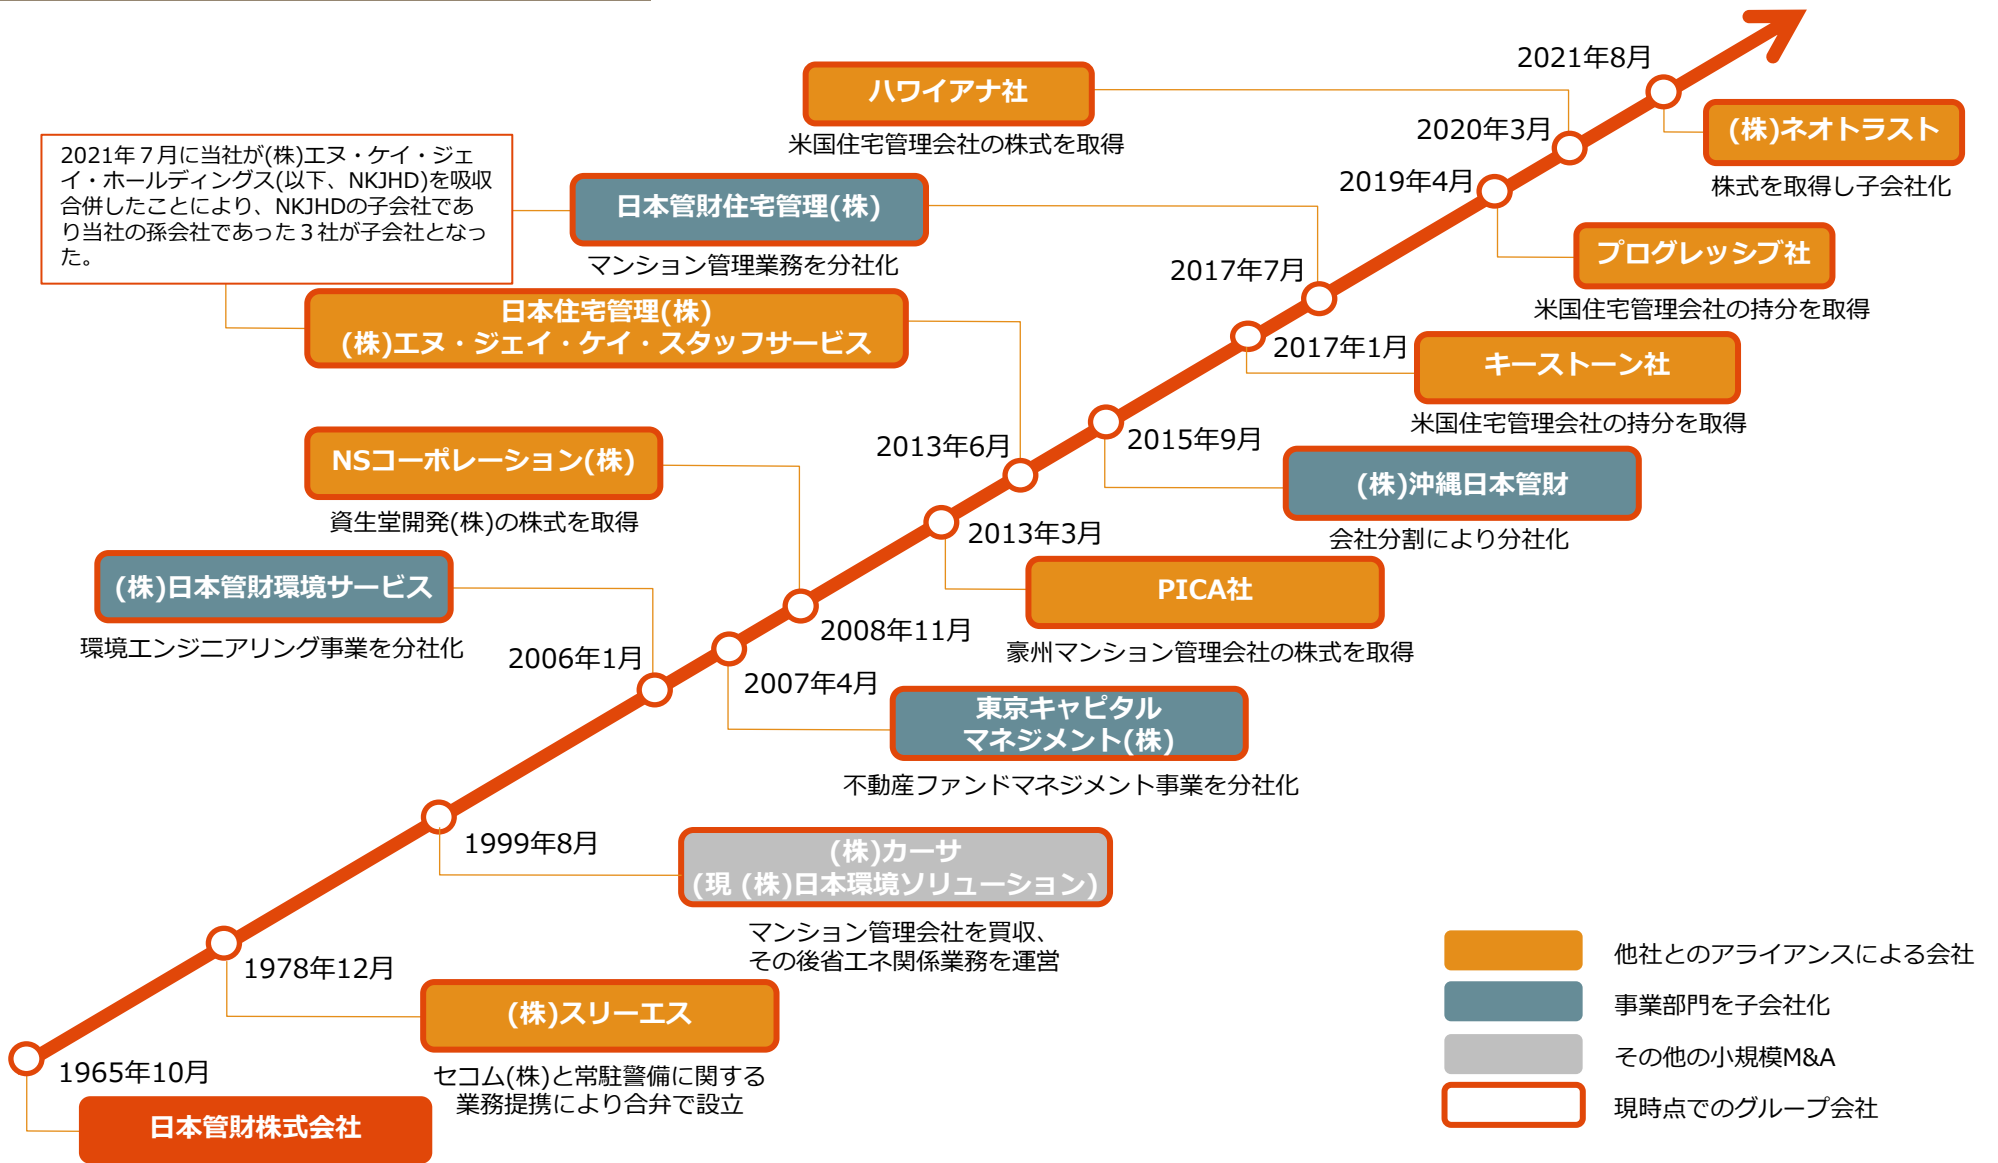 2021年8月
ハワイアナ社
米国住宅管理会社の株式を取得
2020年3月
(株)ネオトラスト
株式を取得し子会社化
2021年７月に当社が(株)エヌ・ケイ・ジェ
イ・ホールディングス(以下、NKJHD)を吸収
合併したことにより、NKJHDの子会社であ
り当社の孫会社であった３社が子会社となっ
た。
2019年4月
日本管財住宅管理(株)
マンション管理業務を分社化
プログレッシブ社
米国住宅管理会社の持分を取得
2017年7月
日本住宅管理(株)
(株)エヌ・ジェイ・ケイ・スタッフサービス
2017年1月
キーストーン社
米国住宅管理会社の持分を取得
2013年6月
2015年9月
NSコーポレーション(株)
資生堂開発(株)の株式を取得
(株)沖縄日本管財
会社分割により分社化
2013年3月
(株)日本管財環境サービス
環境エンジニアリング事業を分社化
PICA社
豪州マンション管理会社の株式を取得
2008年11月
2006年1月
2007年4月
東京キャピタル
マネジメント(株)
不動産ファンドマネジメント事業を分社化
1999年8月
(株)カーサ
(現 (株)日本環境ソリューション)
マンション管理会社を買収、
その後省エネ関係業務を運営
1978年12月
(株)スリーエス
セコム(株)と常駐警備に関する
業務提携により合弁で設立
1965年10月
日本管財株式会社
他社とのアライアンスによる会社
事業部門を子会社化
その他の小規模M&A
現時点でのグループ会社